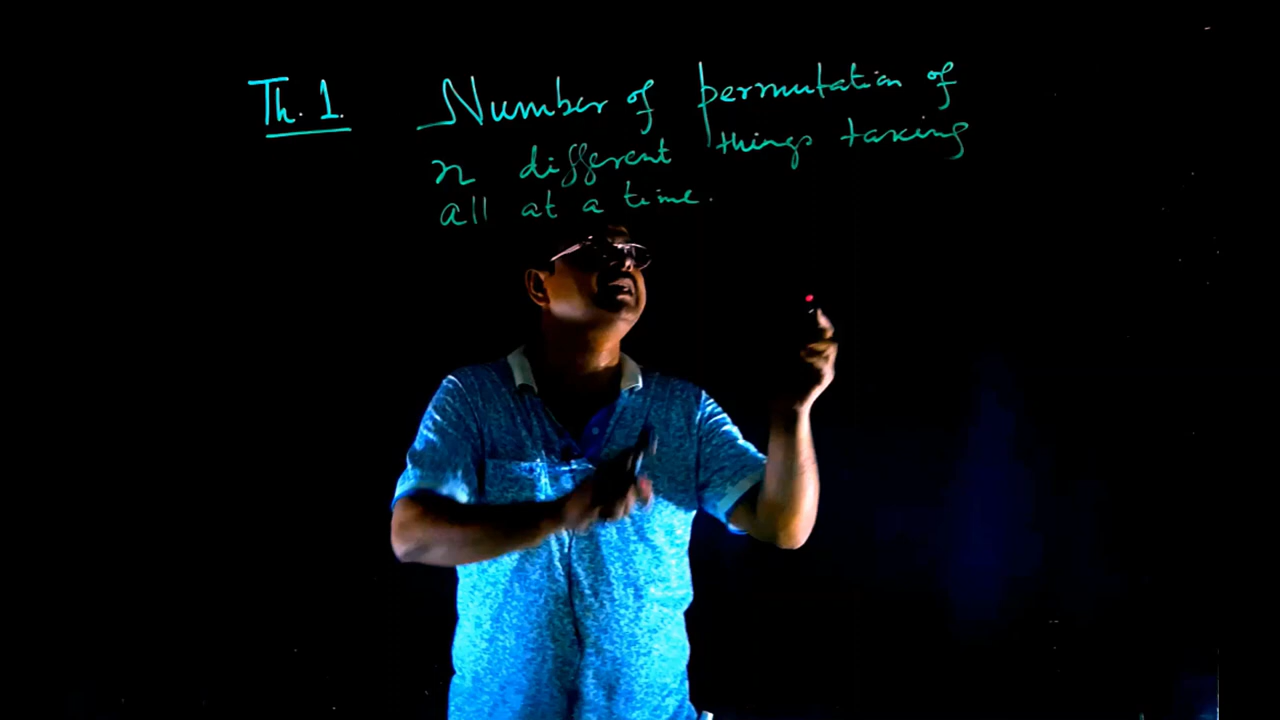 Th. 1. Number of permutation of
n different things taking
all at a time.